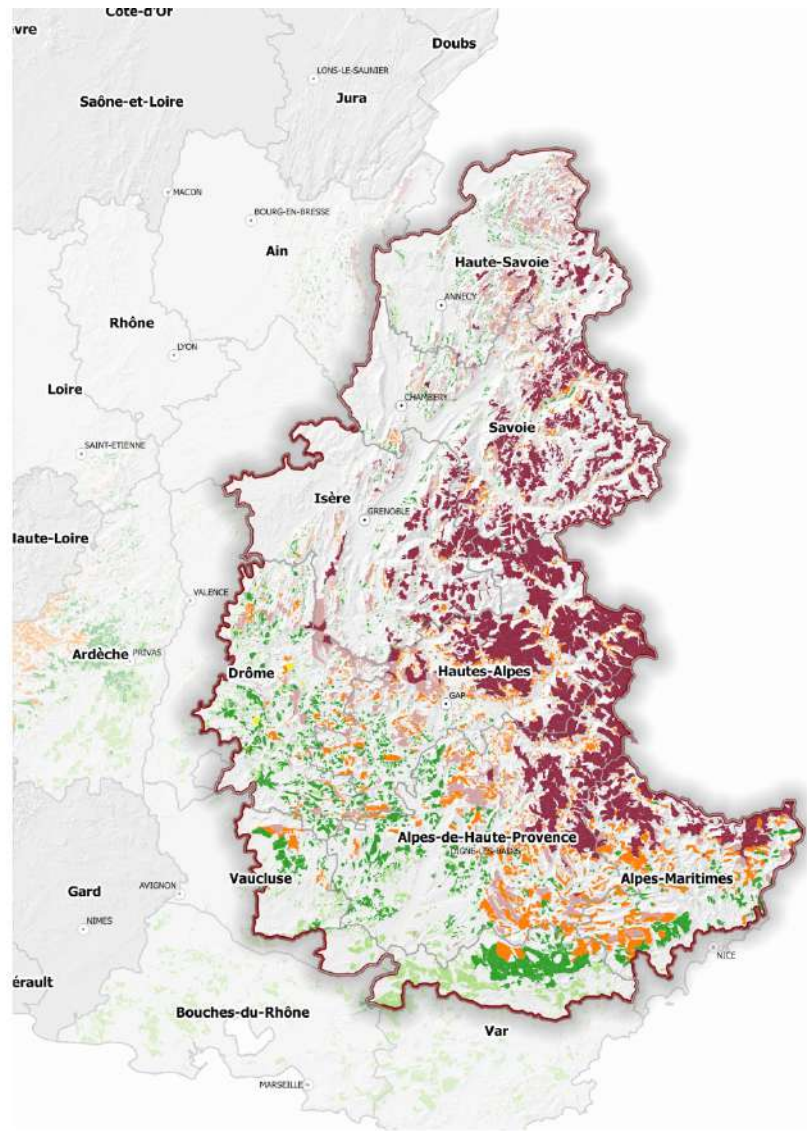 Côte-d'Or
evre
Doubs
LONS-LE-SAUNIER
Jura
Saône-et-Loire
MACON
BOURG-EN-BRESSE
Ain
Haute-Savoie
ANNECY
Rhône
LYON
Loire
CHAMBERY
Savoie
SAINT-ETIENNE
Isère
GRENOBLE
Haute-Loire
VALENCE
Ardèche
PRIVAS
Drôme
Hautes-Alpes
GAP
Alpes-de-Haute-Provence
DIGNE-LES-BAINS
Vaucluse
Alpes-Maritimes
Gard
AVIGNON
NIMES
NICE
érault
Bouches-du-Rhône
Var
MARSEILLE